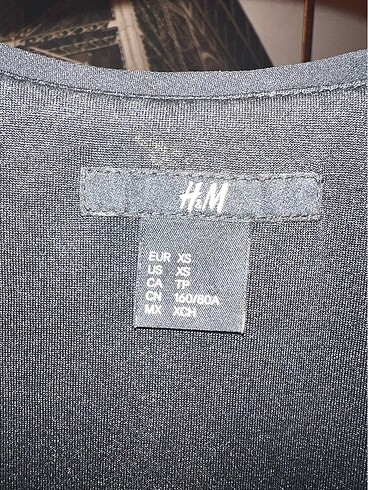 H&M
EUR XS
US XS
CA TP
CN 160/80A
MX XCH